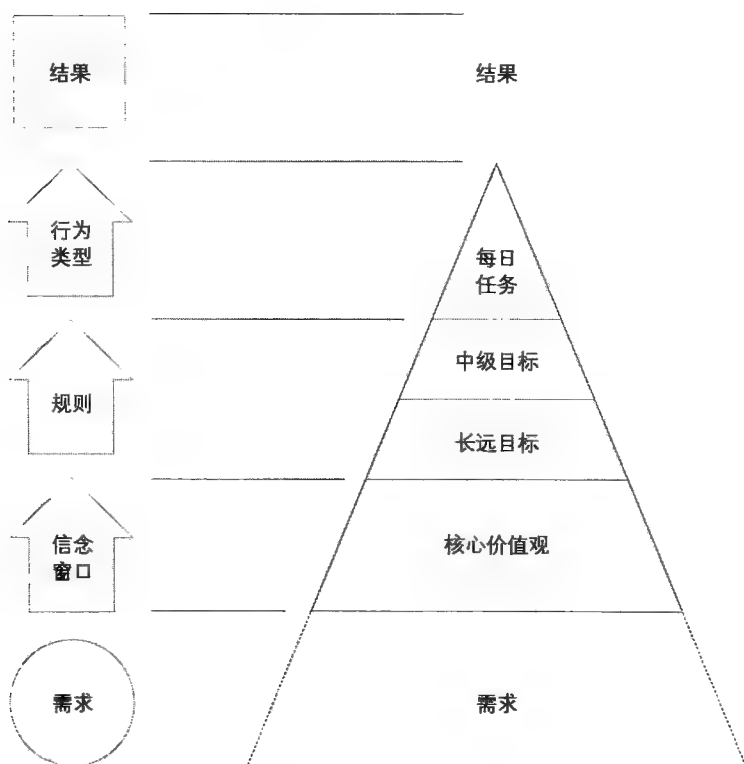 结果
结果
行为
类型
每日
任务
中级目标
规则
长远目标
信念
窗口
核心价值观
需求
需求